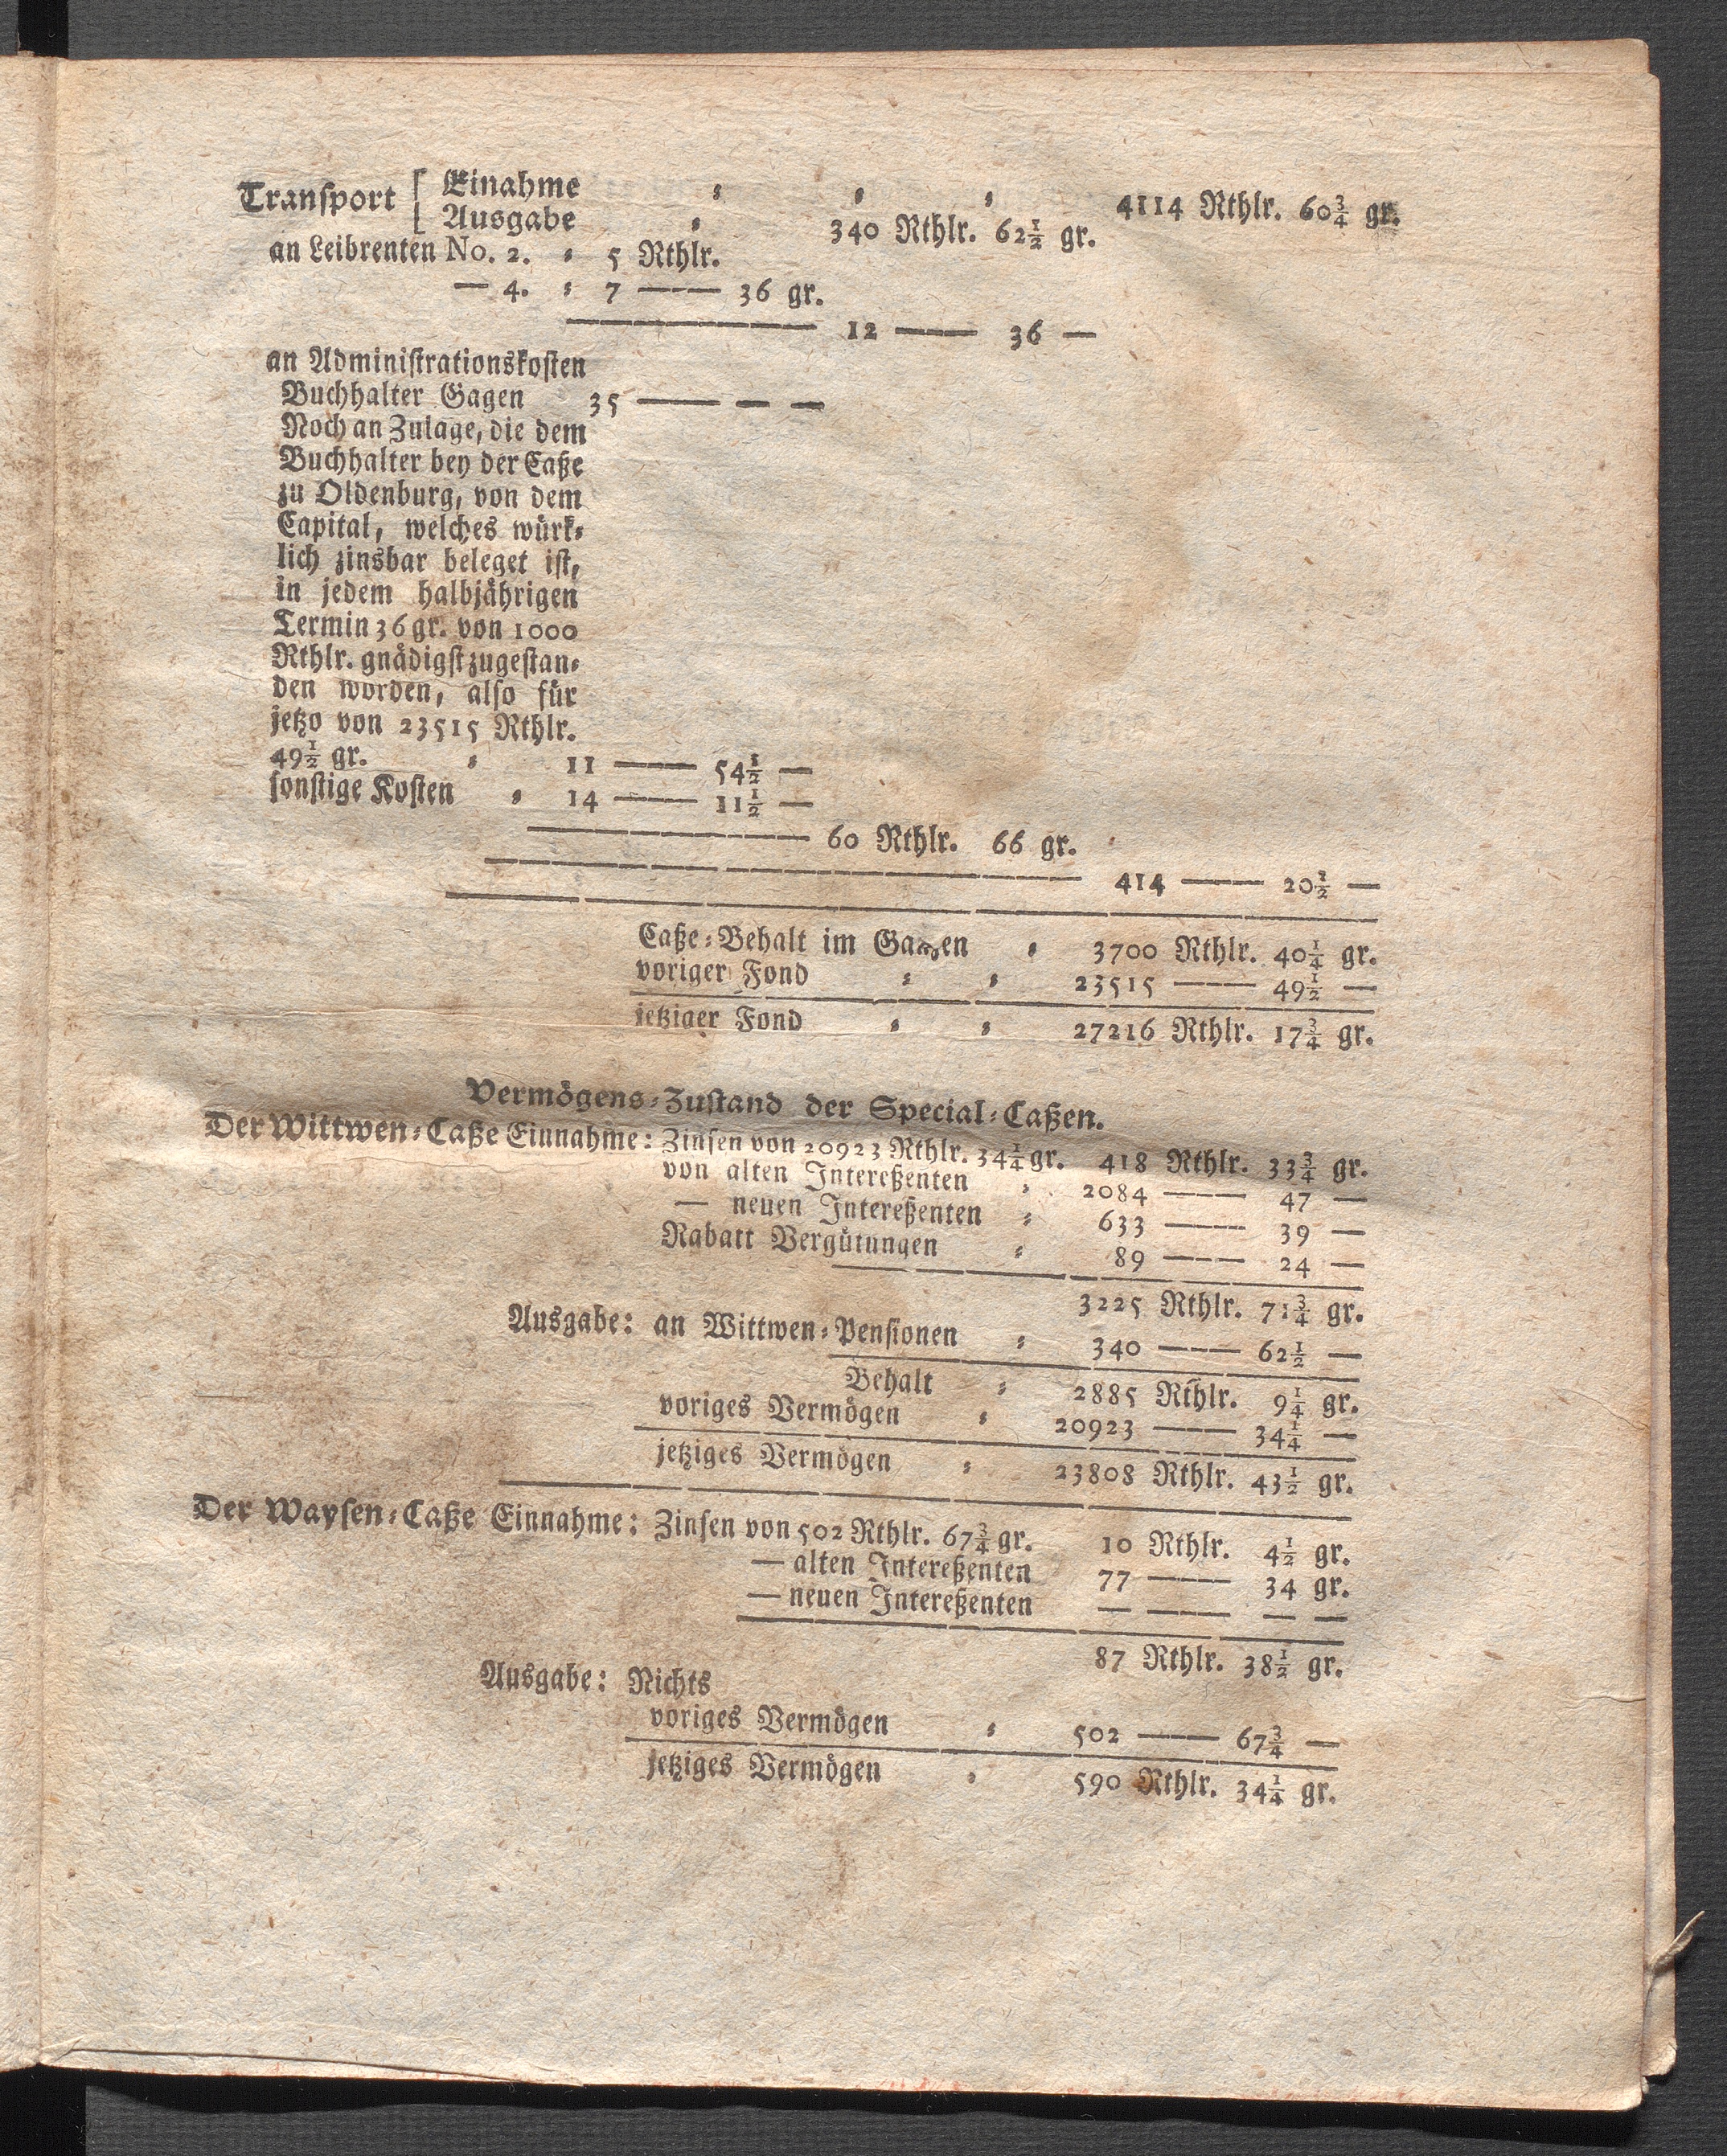 Transport [ Einahme = = = 4114 Rthlr. 60¾ gr.
[ Ausgabe = 340 Rthlr. 62½ gr.
an Leibrenten No. 2. = 5 Rthlr.
— 4. = 7 —— 36 gr.
12 —— 36 —
an Administrationskosten
Buchhalter Gagen 35 —— — —
Noch an Zulage, die dem
Buchhalter bey der Caße
zu Oldenburg, von dem
Capital, welches würk=
lich zinsbar beleget ist,
in jedem halbjährigen
Termin 36 gr. von 1000
Rthlr. gnädigst zugestan=
den worden, also für
jetzo von 23515 Rthlr.
49½ gr. = 11 —— 54½ —
sonstige Kosten = 14 —— 11½ —
60 Rthlr. 66 gr.
414 —— 20½ —
Caße=Behalt im Ganzen = 3700 Rthlr. 40¼ gr.
voriger Fond = = 23515 —— 49½ —
jetziger Fond = = 27216 Rthlr. 17¾ gr.
Vermögens=Zustand der Special=Caßen.
Der Wittwen=Caße Einnahme: Zinsen von 20923 Rthlr. 34¼ gr. 418 Rthlr. 33¾ gr.
von alten Intereßenten = 2084 —— 47 —
— neuen Intereßenten = 633 —— 39 —
Rabatt Vergütungen = 89 —— 24 —
3225 Rthlr. 71¾ gr.
Ausgabe: an Wittwen=Pensionen = 340 —— 62½ —
Behalt = 2885 Rthlr. 9¼ gr.
voriges Vermögen = 20923 —— 34¼ —
jetziges Vermögen = 23808 Rthlr. 43½ gr.
Der Waysen=Caße Einnahme: Zinsen von 502 Rthlr. 67¾ gr. 10 Rthlr. 4½ gr.
— alten Intereßenten 77 —— 34 gr.
— neuen Intereßenten — —— — —
87 Rthlr. 38½ gr.
Ausgabe: Nichts
voriges Vermögen = 502 —— 67¾ —
jetziges Vermögen = 590 Rthlr. 34¼ gr.